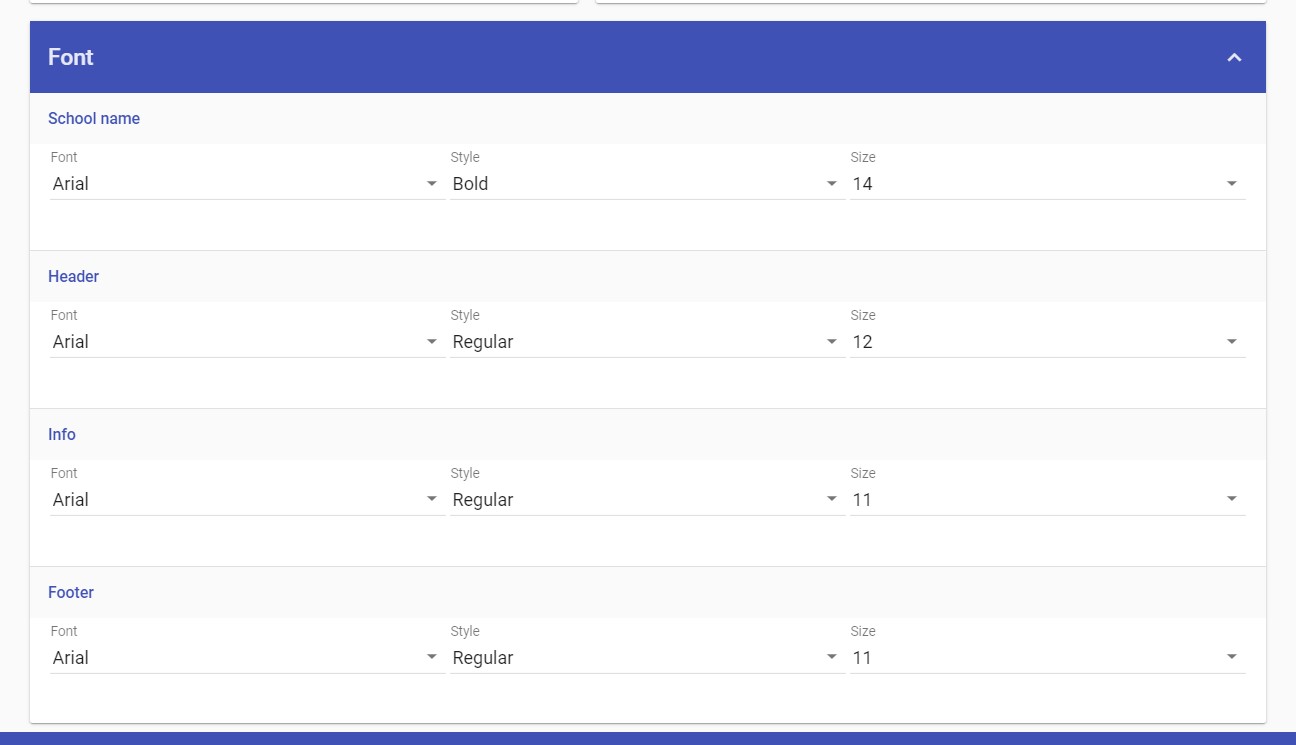 Font
School name
Font Style Size
Arial Bold 14
Header
Font Style Size
Arial Regular 12
Info
Font Style Size
Arial Regular 11
Footer
Font Style Size
Arial Regular 11